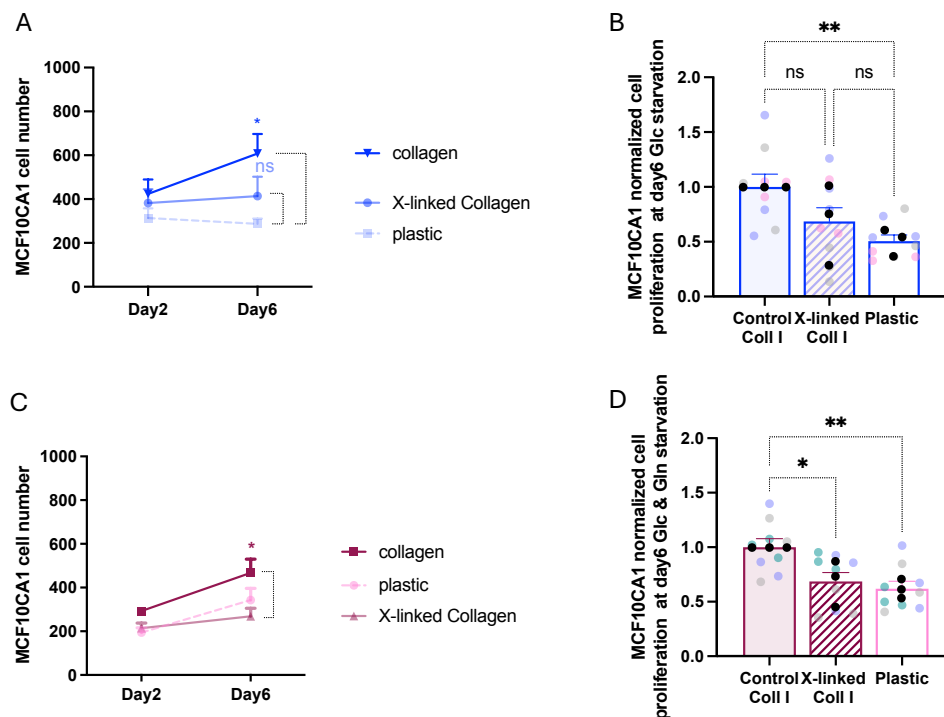 A
MCF10CA1 cell number
1000
800
600
400
200
0
Day2
Day6
*
ns
collagen
X-linked Collagen
plastic
B
MCF10CA1 normalized cell
proliferation at day6 Glc starvation
2.0
1.5
1.0
0.5
0.0
**
ns
ns
Control
Coll I
X-linked
Coll I
Plastic
C
MCF10CA1 cell number
1000
800
600
400
200
0
Day2
Day6
*
collagen
plastic
X-linked Collagen
D
MCF10CA1 normalized cell
proliferation at day6 Glc & Gln starvation
2.0
1.5
1.0
0.5
0.0
**
*
Control
Coll I
X-linked
Coll I
Plastic